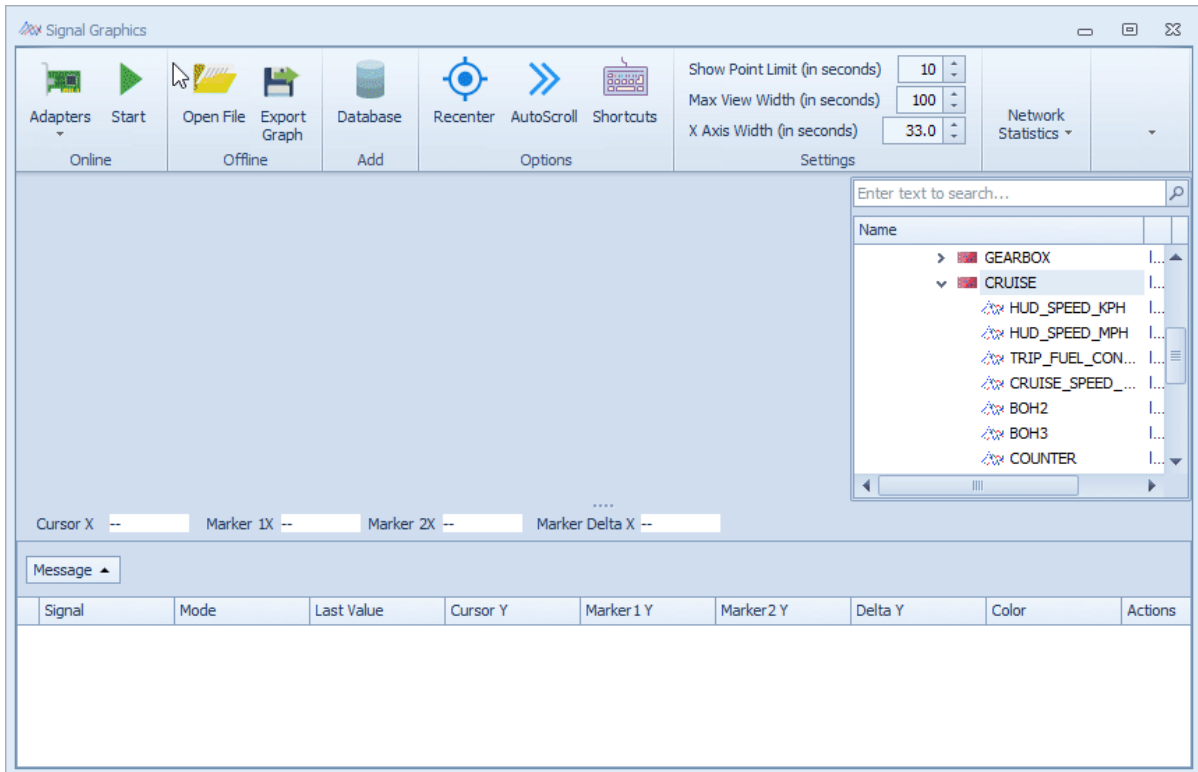 Signal Graphics
Show Point Limit (in seconds) 10
Max View Width (in seconds) 100
X Axis Width (in seconds) 33.0
Adapters Start Open File Export Graph Database Recenter AutoScroll Shortcuts Network Statistics
Online Offline Add Options Settings
Enter text to search...
Name
GEARBOX I...
CRUISE I...
HUD_SPEED_KPH I...
HUD_SPEED_MPH I...
TRIP_FUEL_CON... I...
CRUISE_SPEED_... I...
BOH2 I...
BOH3 I...
COUNTER I...
Cursor X -- Marker 1X -- Marker 2X -- Marker Delta X --
Message
Signal Mode Last Value Cursor Y Marker1 Y Marker2 Y Delta Y Color Actions